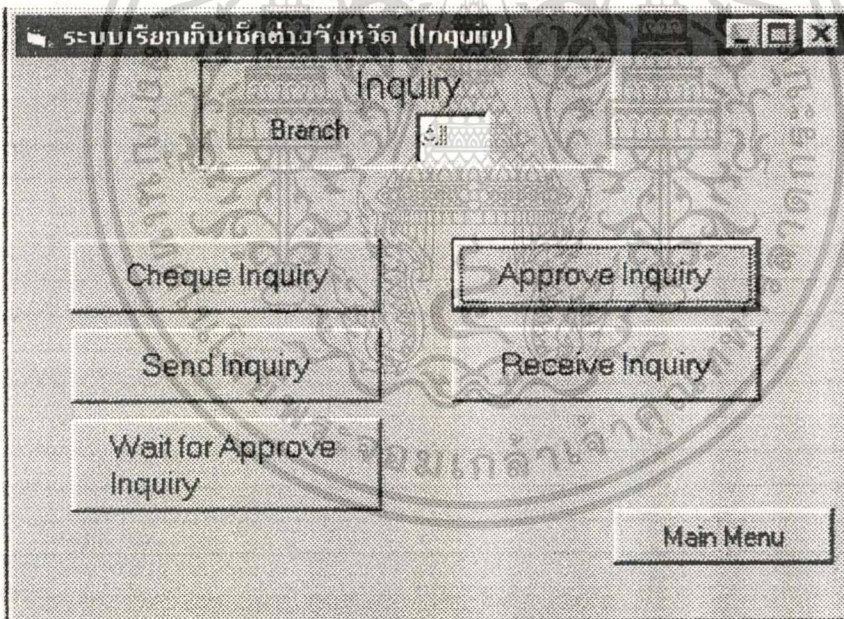 ระบบเรียกเก็บเช็คต่างจังหวัด (Inquiry)
Inquiry
Branch
Cheque Inquiry
Approve Inquiry
Send Inquiry
Receive Inquiry
Wait for Approve
Inquiry
Main Menu